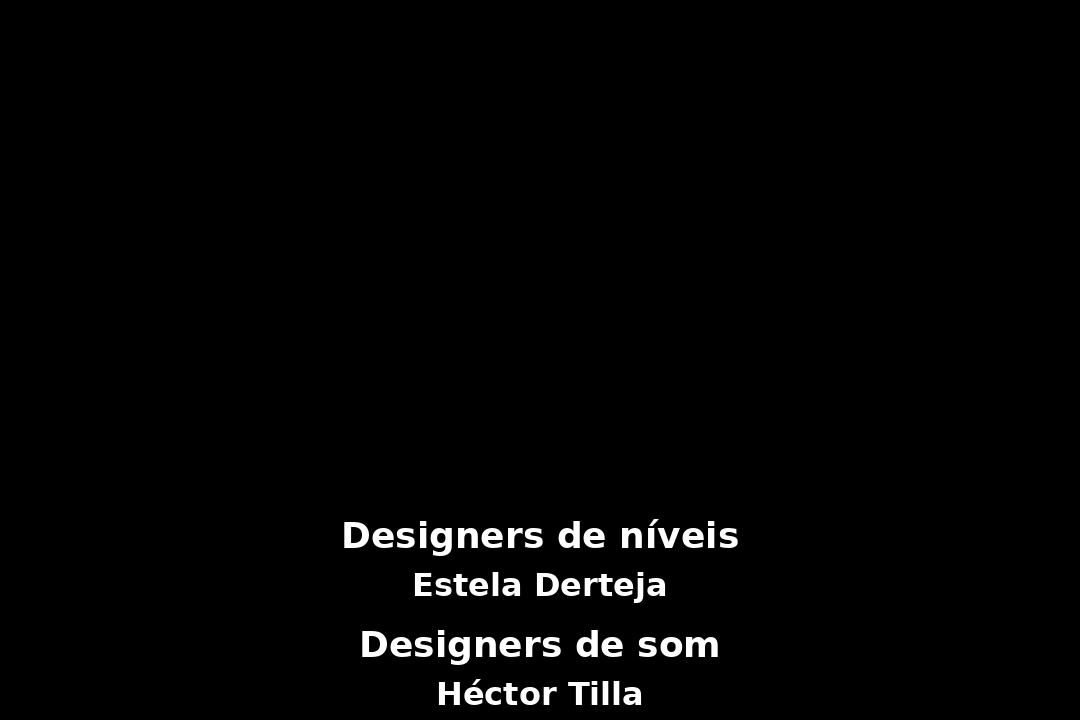 Designers de níveis
Estela Derteja
Designers de som
Héctor Tilla